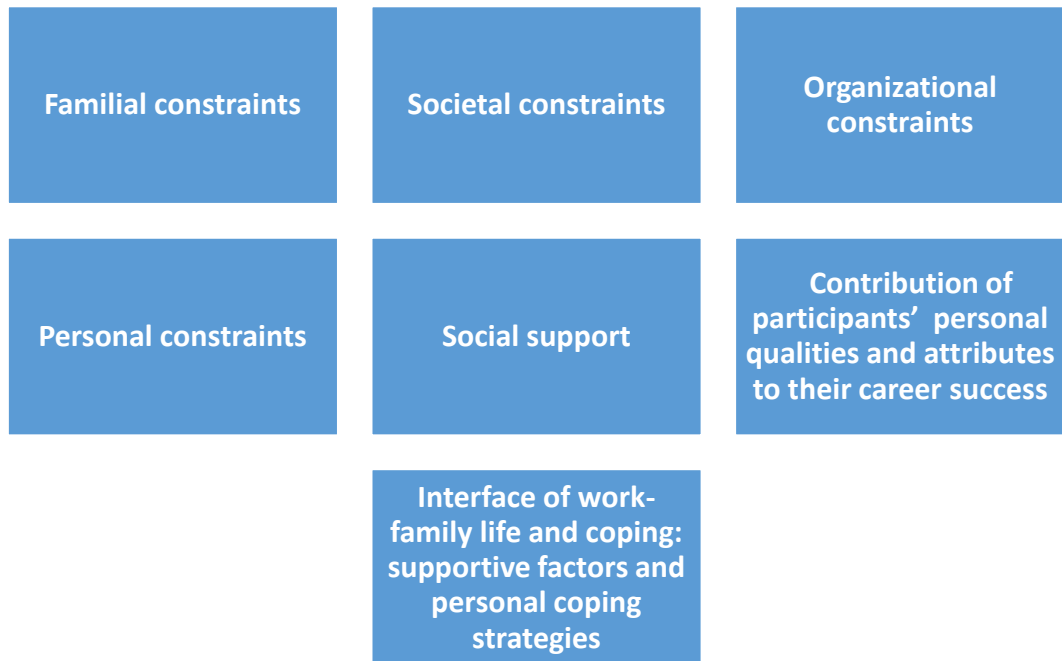 Familial constraints
Societal constraints
Organizational
constraints
Personal constraints
Social support
Contribution of
participants’ personal
qualities and attributes
to their career success
Interface of work-
family life and coping:
supportive factors and
personal coping
strategies